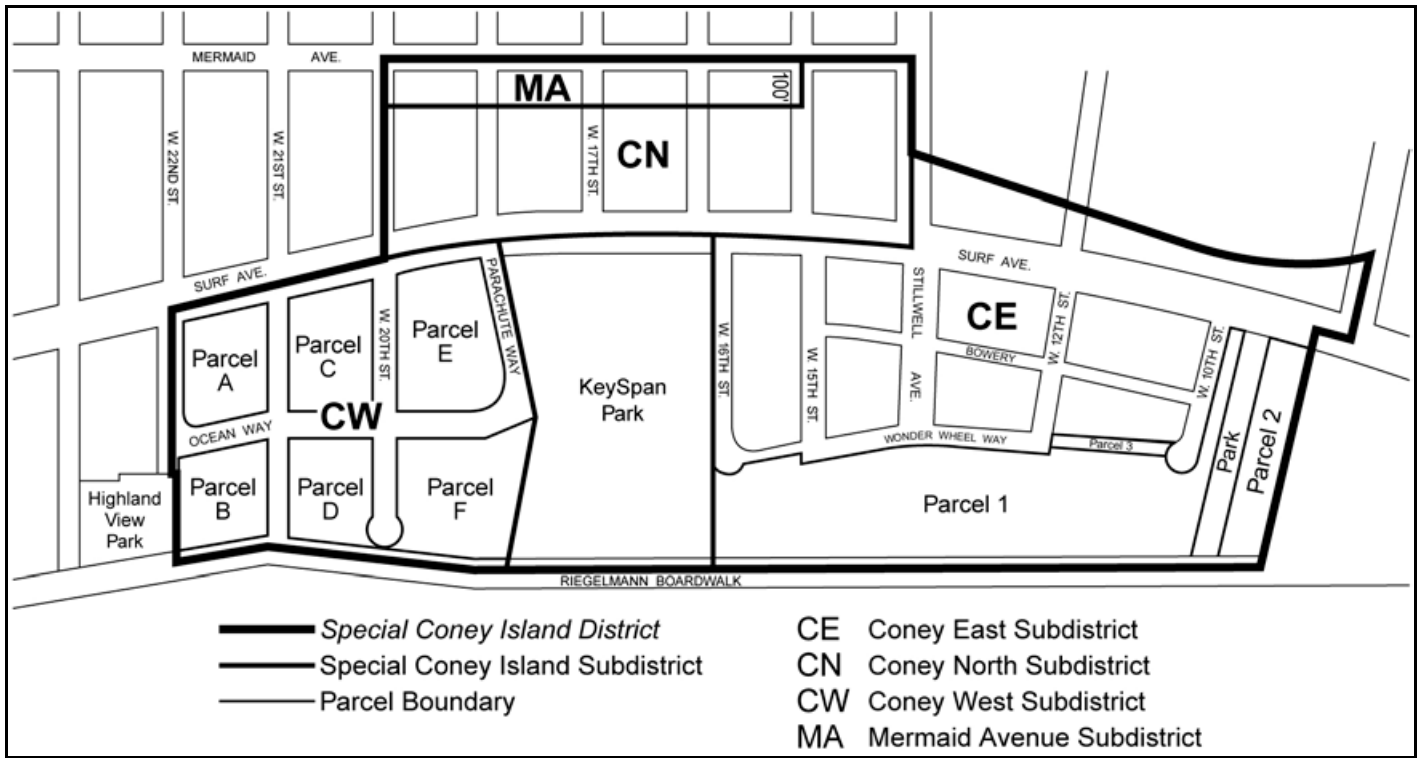 MERMAID AVE.
MA
100'
W. 22ND ST.
W. 21ST ST.
W. 17TH ST.
CN
SURF AVE.
SURF AVE.
PARACHUTE WAY
STILLWELL AVE.
CE
W. 12TH ST.
BOWERY
W. 10TH ST.
W. 20TH ST.
W. 16TH ST.
W. 15TH ST.
Parcel
A
Parcel
C
Parcel
E
KeySpan
Park
CW
OCEAN WAY
WONDER WHEEL WAY
Parcel 3
Park
Parcel 2
Highland
View
Park
Parcel
B
Parcel
D
Parcel
F
Parcel 1
RIEGELMANN BOARDWALK
Special Coney Island District
Special Coney Island Subdistrict
Parcel Boundary
CE Coney East Subdistrict
CN Coney North Subdistrict
CW Coney West Subdistrict
MA Mermaid Avenue Subdistrict